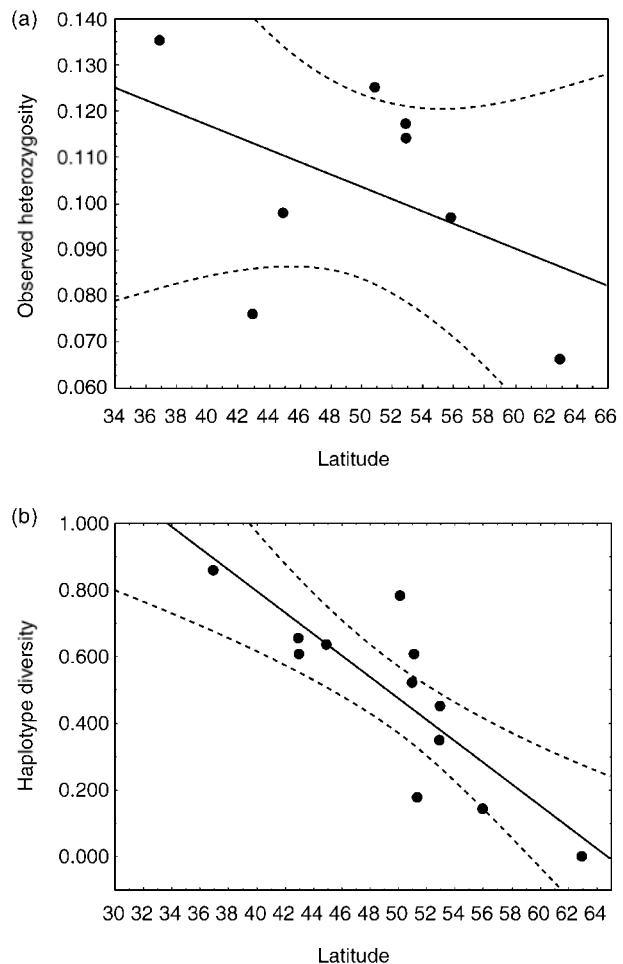 (a)
Observed heterozygosity
0.140
0.130
0.120
0.110
0.100
0.090
0.080
0.070
0.060
34 36 38 40 42 44 46 48 50 52 54 56 58 60 62 64 66
Latitude
(b)
Haplotype diversity
1.000
0.800
0.600
0.400
0.200
0.000
30 32 34 36 38 40 42 44 46 48 50 52 54 56 58 60 62 64
Latitude